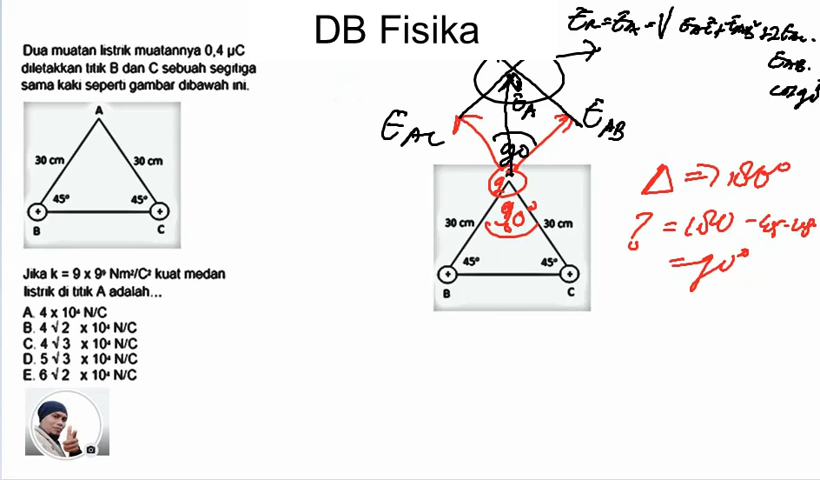 DB Fisika
Dua muatan listrik muatannya 0,4 µC
diletakkan titik B dan C sebuah segitiga
sama kaki seperti gambar dibawah ini.
A
30 cm
30 cm
45°
45°
+
+
B
C
Jika k = 9 x 9⁹ Nm²/C² kuat medan
listrik di titik A adalah...
A. 4 x 10⁴ N/C
B. 4 √2 x 10⁴ N/C
C. 4 √3 x 10⁴ N/C
D. 5 √3 x 10⁴ N/C
E. 6 √2 x 10⁴ N/C
E_A
E_AC
E_AB
90
90°
30 cm
30 cm
45°
45°
+
+
B
C
Δ => 180°
? = 180 - 45 - 45
= 90°